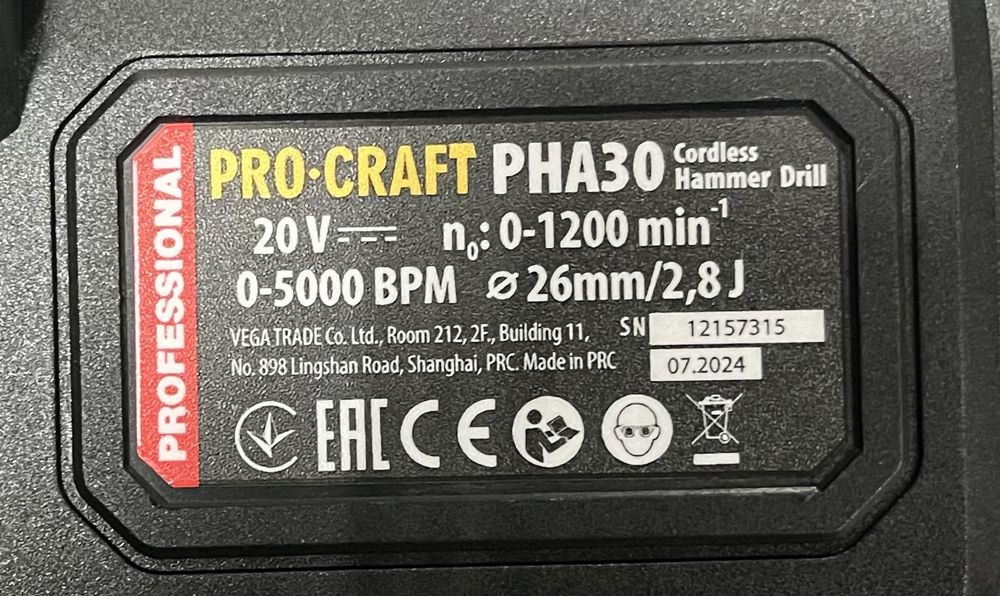 PROFESSIONAL
PRO·CRAFT PHA30 Cordless Hammer Drill
20 V n₀: 0-1200 min⁻¹
0-5000 BPM ⌀ 26mm/2,8 J
VEGA TRADE Co. Ltd., Room 212, 2F., Building 11,
No. 898 Lingshan Road, Shanghai, PRC. Made in PRC
SN 12157315
07.2024
EAC CE